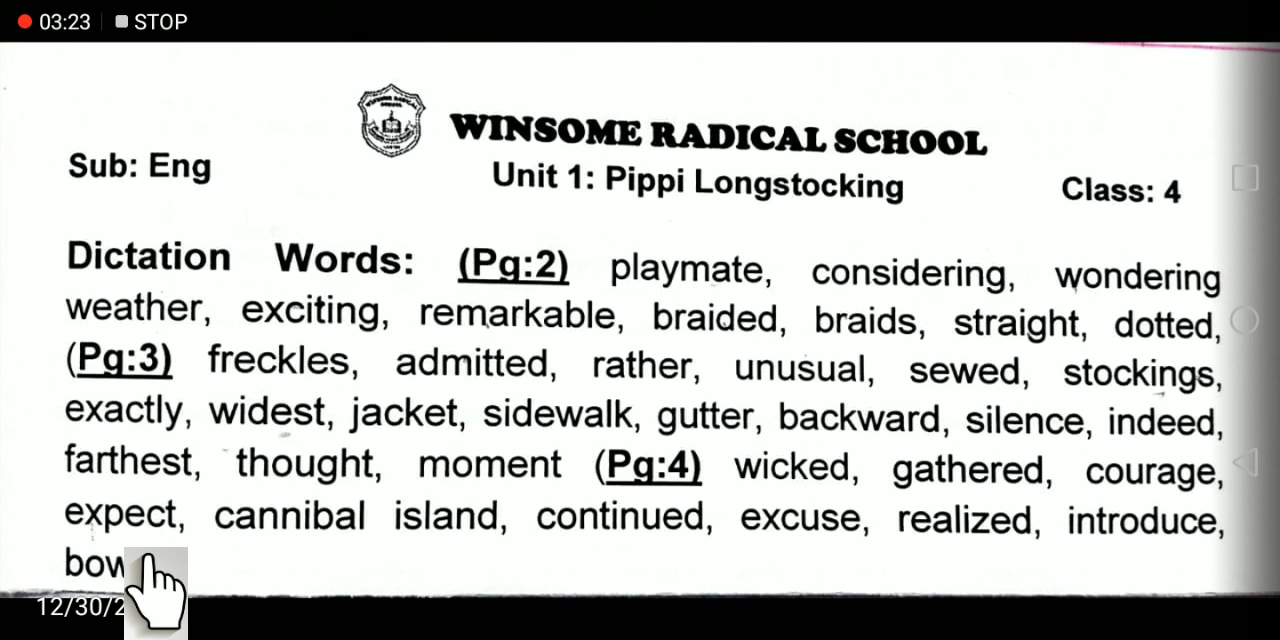 03:23 STOP
WINSOME RADICAL SCHOOL
Sub: Eng
Unit 1: Pippi Longstocking
Class: 4
Dictation Words: (Pg:2) playmate, considering, wondering
weather, exciting, remarkable, braided, braids, straight, dotted,
(Pg:3) freckles, admitted, rather, unusual, sewed, stockings,
exactly, widest, jacket, sidewalk, gutter, backward, silence, indeed,
farthest, thought, moment (Pg:4) wicked, gathered, courage,
expect, cannibal island, continued, excuse, realized, introduce,